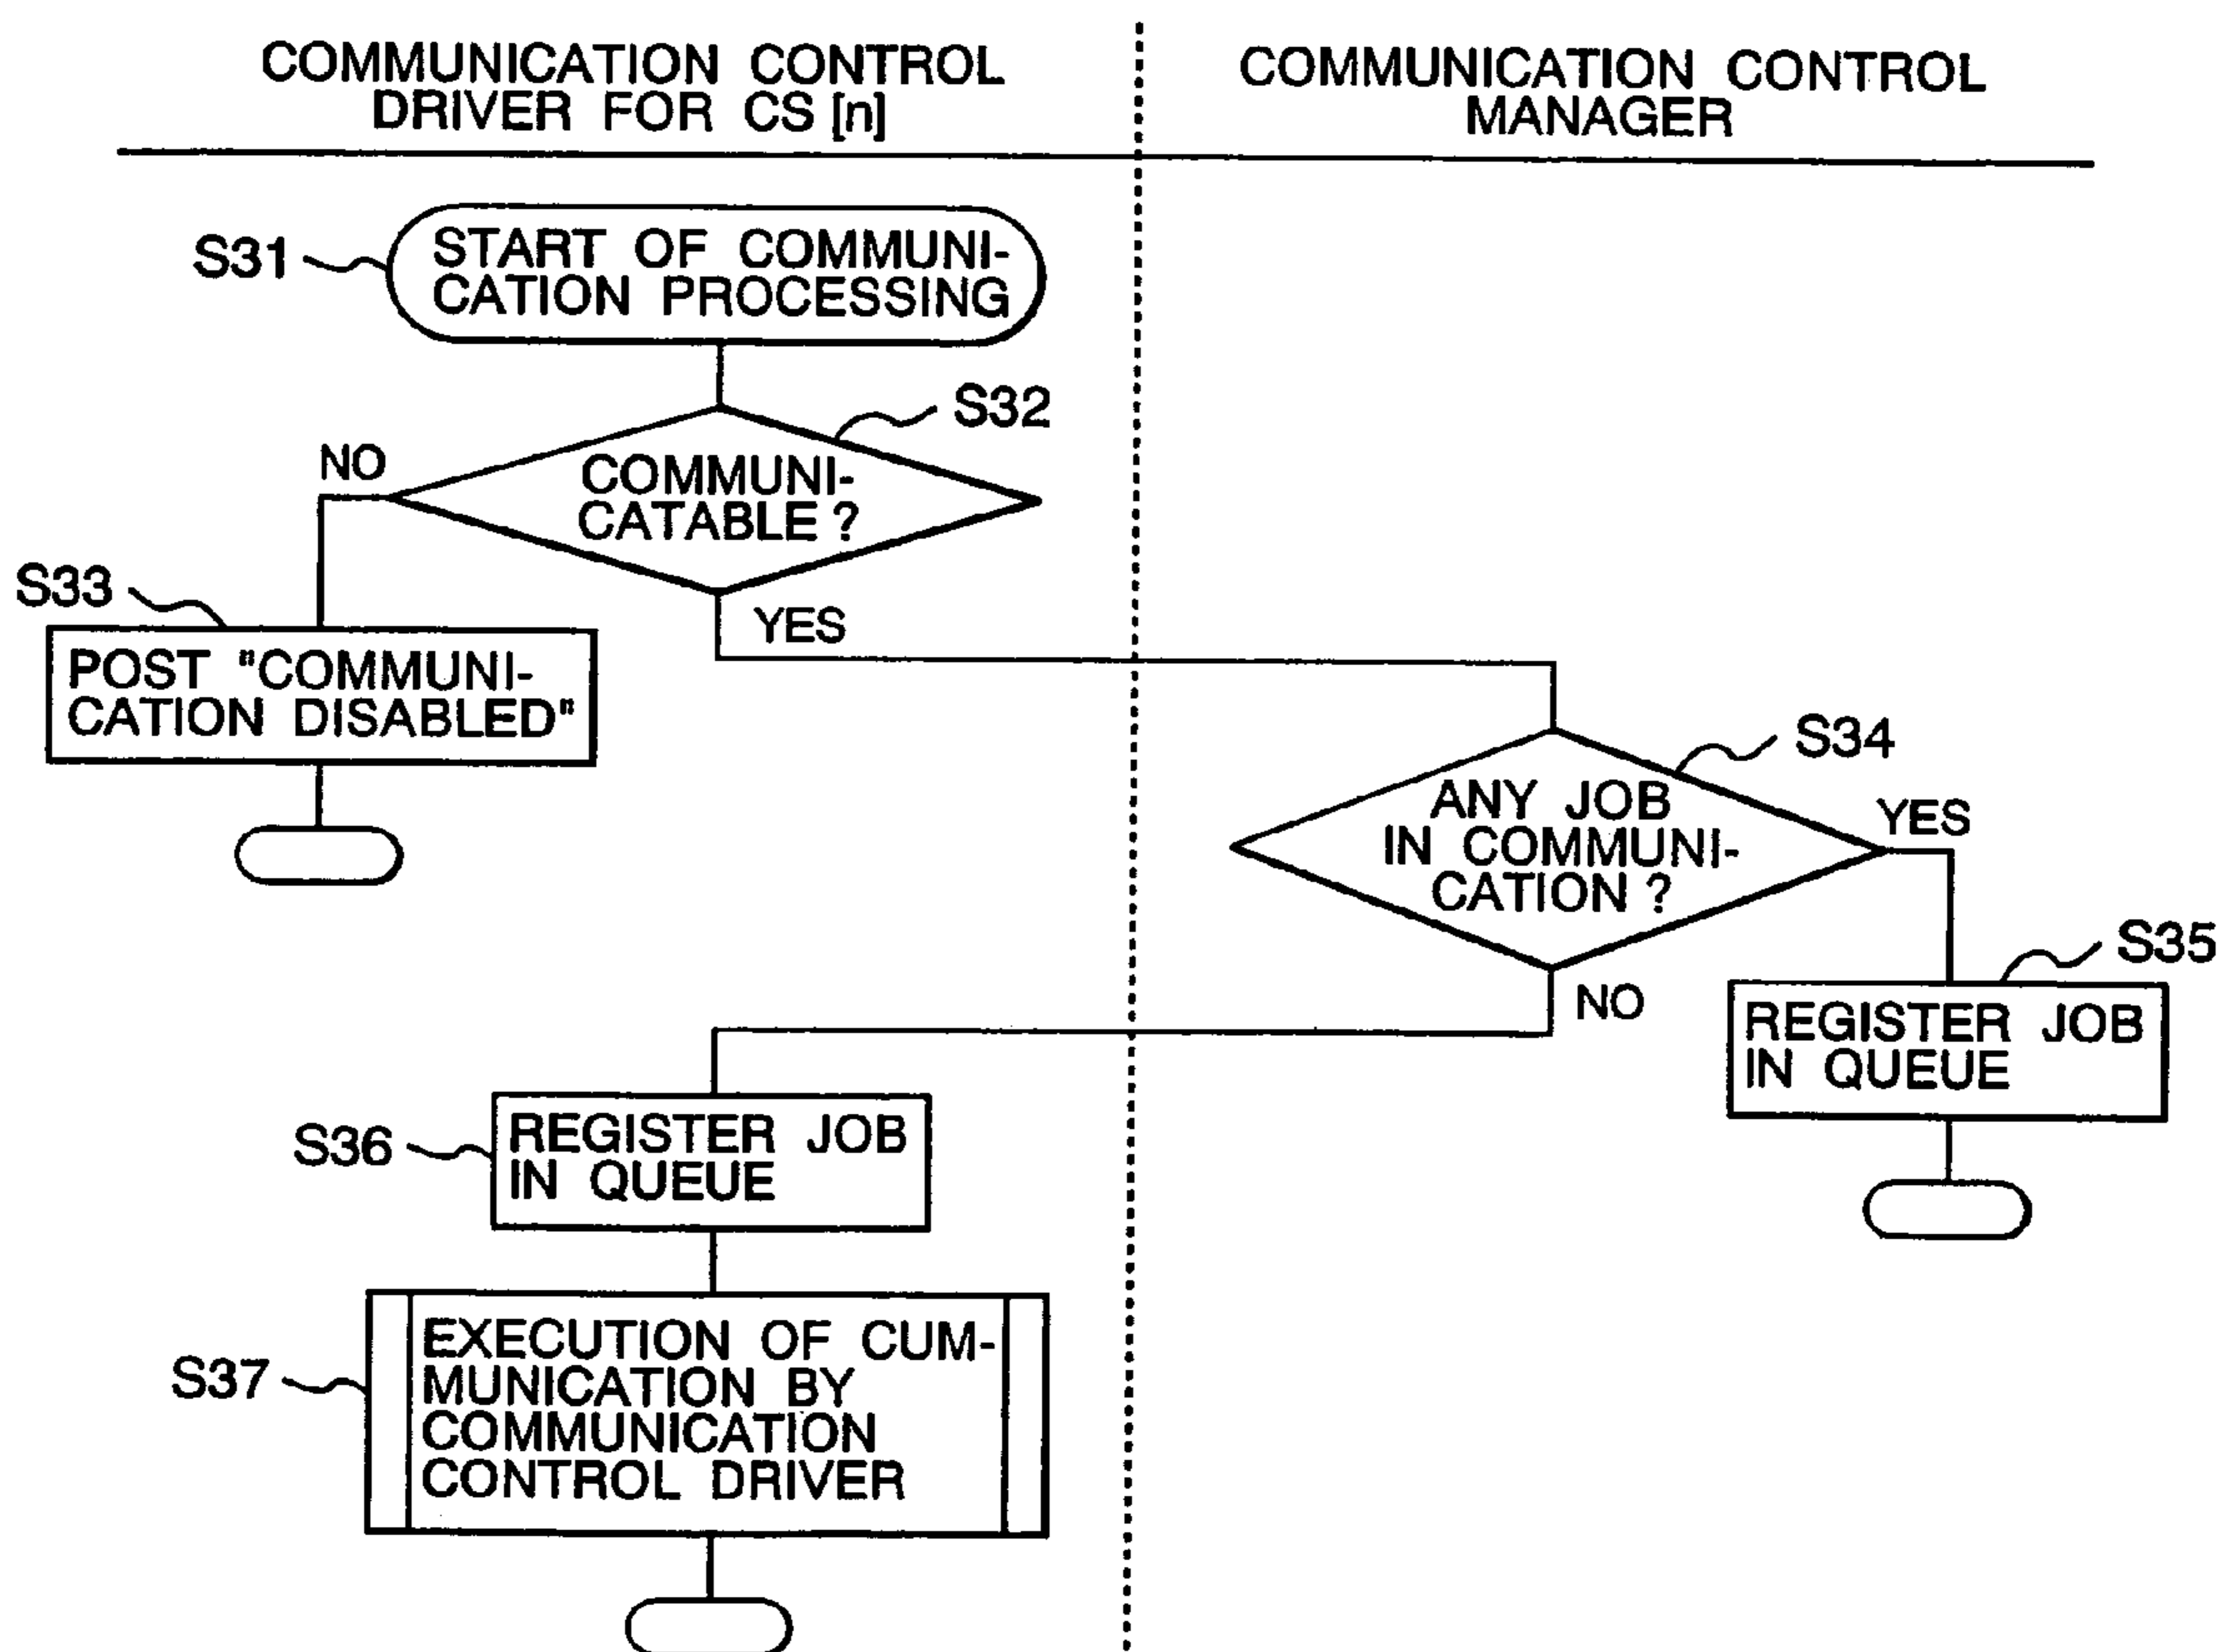 COMMUNICATION CONTROL
DRIVER FOR CS [n]
COMMUNICATION CONTROL
MANAGER
S31
START OF COMMUNI-
CATION PROCESSING
S32
NO
COMMUNI-
CATABLE ?
S33
YES
POST "COMMUNI-
CATION DISABLED"
S34
ANY JOB
IN COMMUNI-
CATION ?
YES
S35
NO
REGISTER JOB
IN QUEUE
S36
REGISTER JOB
IN QUEUE
S37
EXECUTION OF CUM-
MUNICATION BY
COMMUNICATION
CONTROL DRIVER